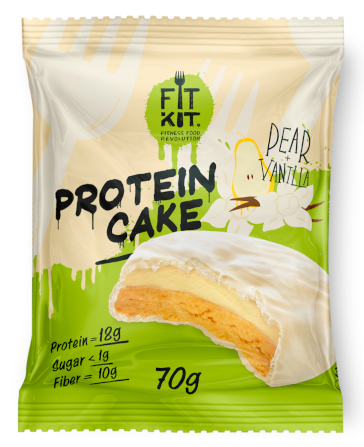 FIT
KIT.
FITNESS FOOD
REVOLUTION
PEAR
+
VANILLA
PROTEIN
CAKE
Protein = 18g
Sugar < 1g
Fiber = 10g
70g